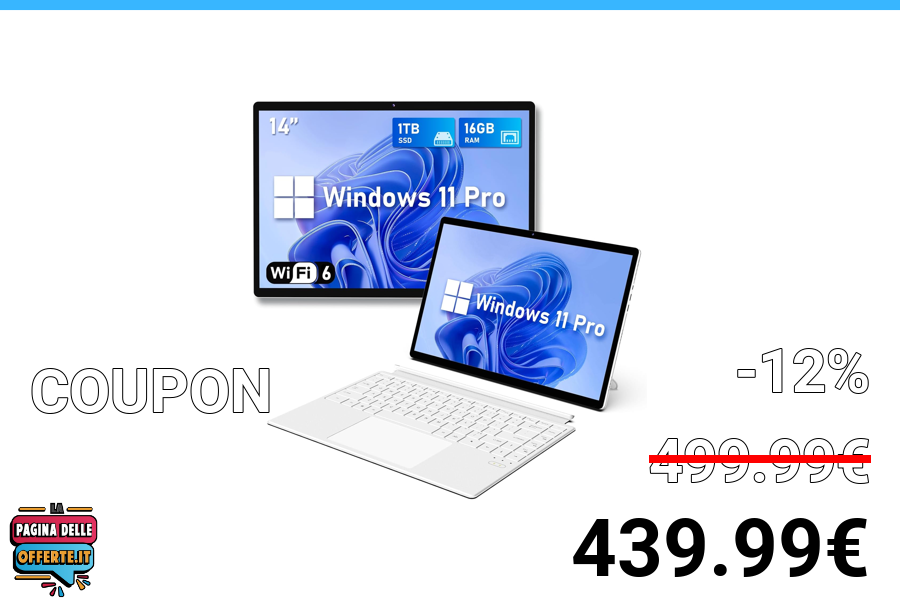 14”
1TB
SSD
16GB
RAM
Windows 11 Pro
WiFi 6
Windows 11 Pro
COUPON
-12%
499.99€
439.99€
LA
PAGINA DELLE
OFFERTE.IT